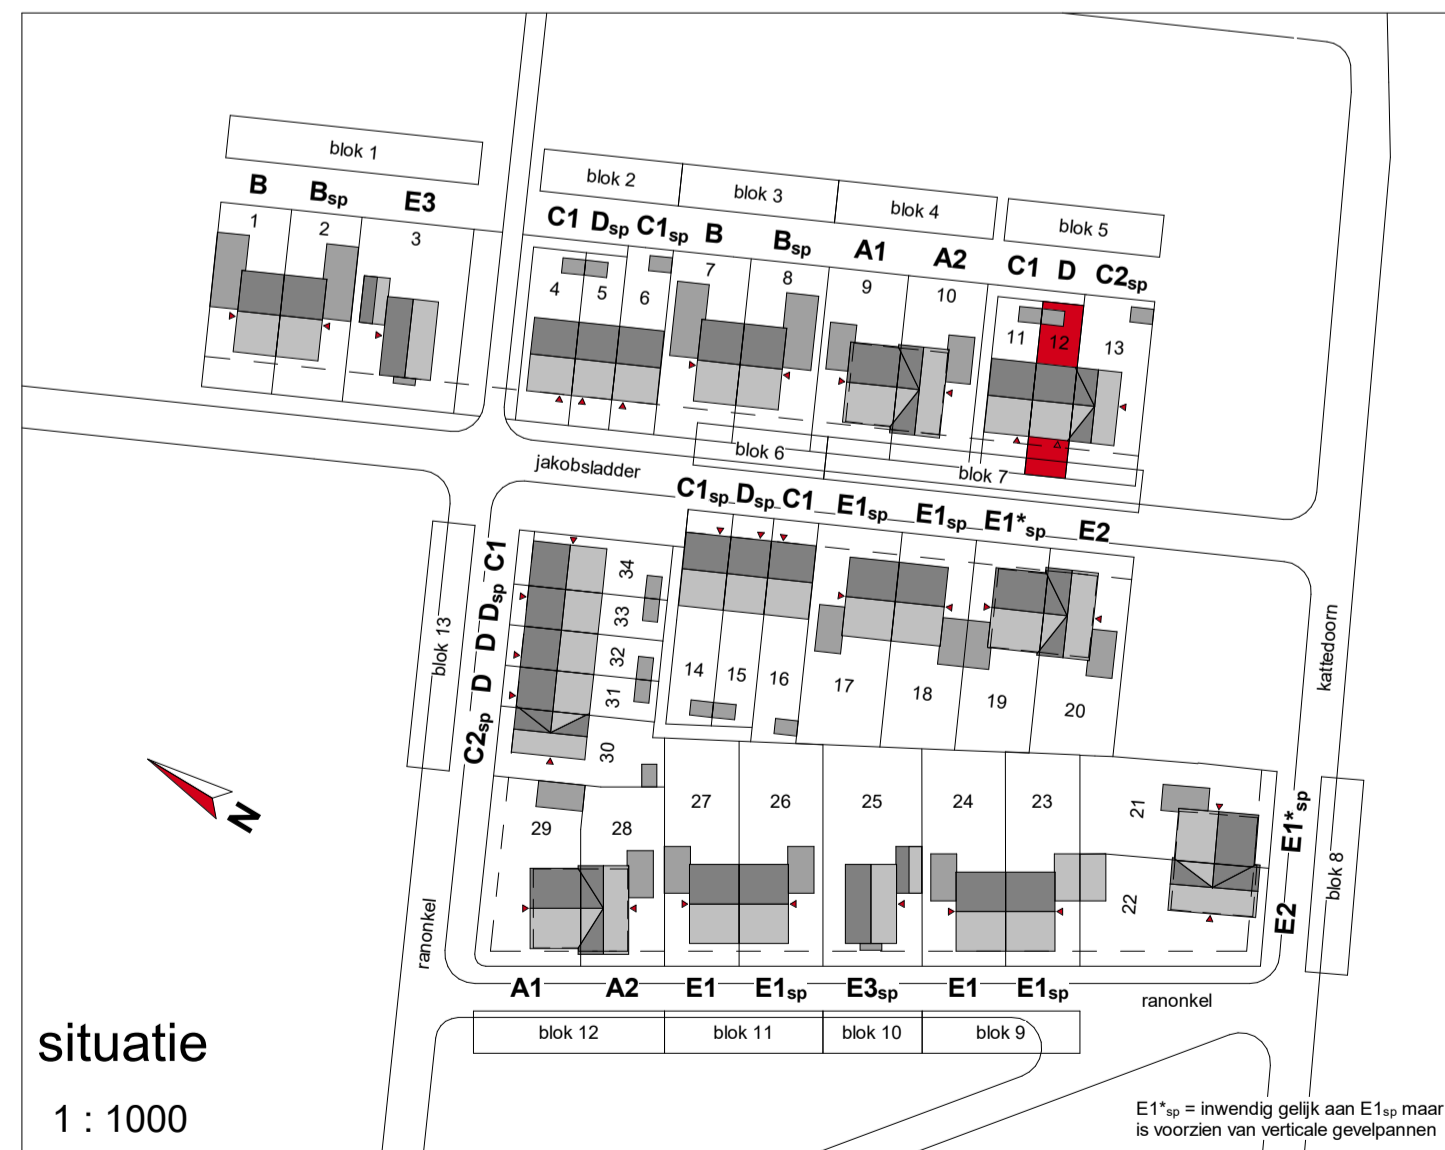 blok 1
B Bsp E3
1 2 3
blok 2 blok 3 blok 4 blok 5
C1 Dsp C1sp B Bsp A1 A2 C1 D C2sp
4 5 6 7 8 9 10 11 12 13
blok 6 blok 7
jakobsladder
C1sp Dsp C1 E1sp E1sp E1*sp E2
14 15 16 17 18 19 20
blok 13
C2sp D D Dsp C1
34
33
32
31
30
kattedoorn
N
29 28 27 26 25 24 23 22 21
E2 E1*sp
blok 8
ranonkel
A1 A2 E1 E1sp E3sp E1 E1sp
ranonkel
blok 12 blok 11 blok 10 blok 9
situatie
1 : 1000
E1*sp = inwendig gelijk aan E1sp maar
is voorzien van verticale gevelpannen